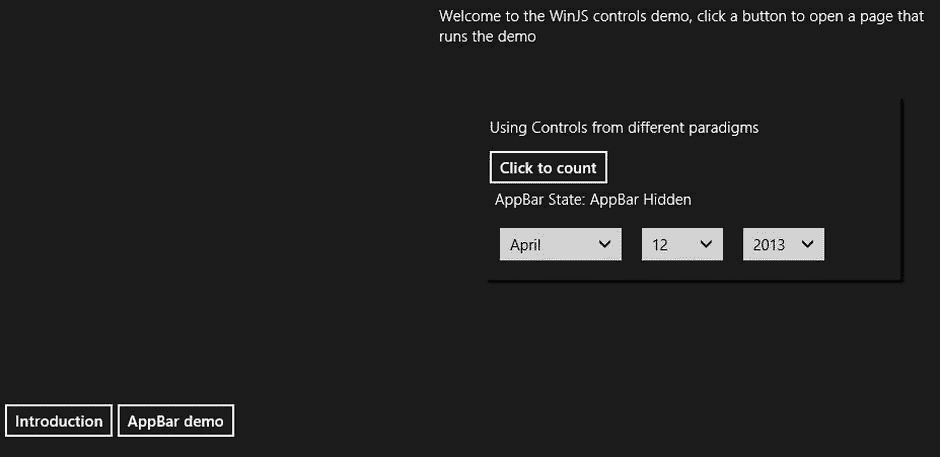 Welcome to the WinJS controls demo, click a button to open a page that
runs the demo
Using Controls from different paradigms
Click to count
AppBar State: AppBar Hidden
April 12 2013
Introduction AppBar demo